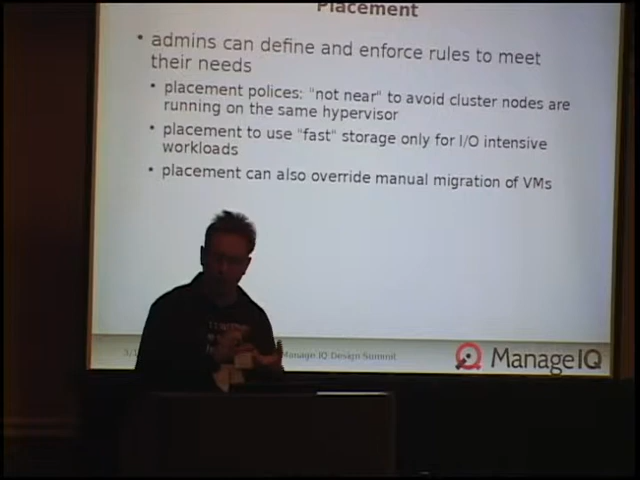 Placement
• admins can define and enforce rules to meet
their needs
• placement polices: "not near" to avoid cluster nodes are
running on the same hypervisor
• placement to use "fast" storage only for I/O intensive
workloads
• placement can also override manual migration of VMs
Manage IQ Design Summit
ManageIQ